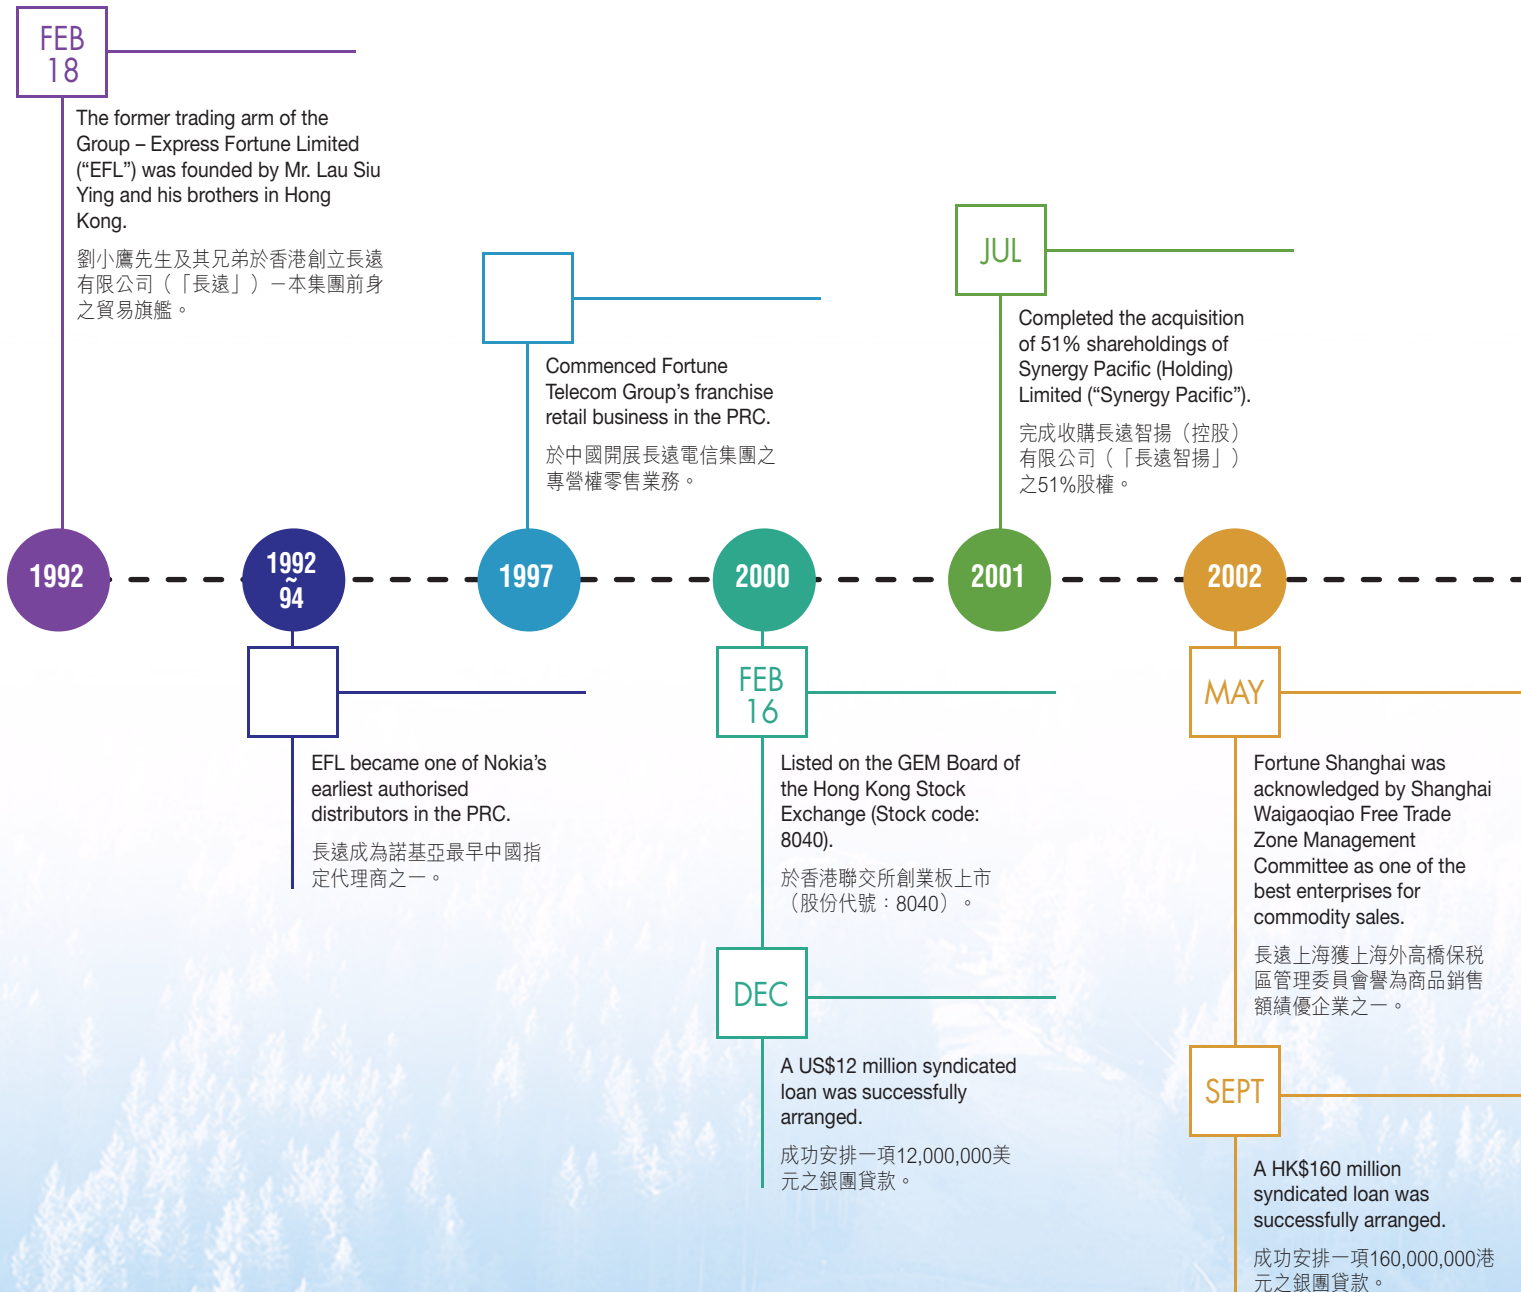 FEB
18
The former trading arm of the
Group – Express Fortune Limited
(“EFL”) was founded by Mr. Lau Siu
Ying and his brothers in Hong
Kong.
劉小鷹先生及其兄弟於香港創立長遠
有限公司（「長遠」）－本集團前身
之貿易旗艦。
Commenced Fortune
Telecom Group’s franchise
retail business in the PRC.
於中國開展長遠電信集團之
專營權零售業務。
JUL
Completed the acquisition
of 51% shareholdings of
Synergy Pacific (Holding)
Limited (“Synergy Pacific”).
完成收購長遠智揚（控股）
有限公司（「長遠智揚」）
之51%股權。
1992
1992
~
94
1997
2000
2001
2002
EFL became one of Nokia’s
earliest authorised
distributors in the PRC.
長遠成為諾基亞最早中國指
定代理商之一。
FEB
16
Listed on the GEM Board of
the Hong Kong Stock
Exchange (Stock code:
8040).
於香港聯交所創業板上市
（股份代號：8040）。
DEC
A US$12 million syndicated
loan was successfully
arranged.
成功安排一項12,000,000美
元之銀團貸款。
MAY
Fortune Shanghai was
acknowledged by Shanghai
Waigaoqiao Free Trade
Zone Management
Committee as one of the
best enterprises for
commodity sales.
長遠上海獲上海外高橋保税
區管理委員會譽為商品銷售
額績優企業之一。
SEPT
A HK$160 million
syndicated loan was
successfully arranged.
成功安排一項160,000,000港
元之銀團貸款。